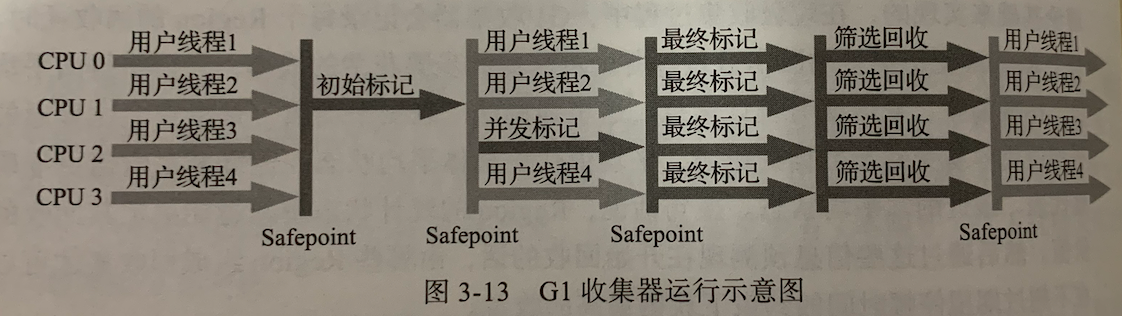 CPU 0 用户线程1 用户线程1 最终标记 筛选回收 用户线程1
CPU 1 用户线程2 初始标记 用户线程2 最终标记 筛选回收 用户线程2
CPU 2 用户线程3 并发标记 最终标记 筛选回收 用户线程3
CPU 3 用户线程4 用户线程4 最终标记 筛选回收 用户线程4
Safepoint Safepoint Safepoint Safepoint
图 3-13 G1 收集器运行示意图